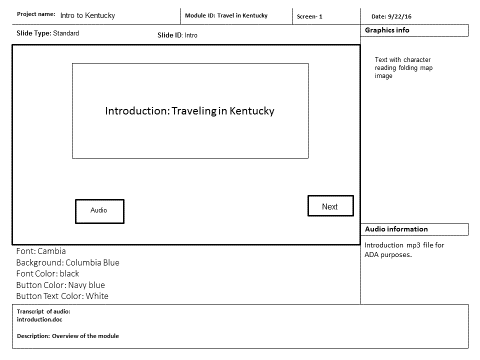 Project name: Intro to Kentucky
Module ID: Travel in Kentucky
Screen- 1
Date: 9/22/16
Slide Type: Standard
Slide ID: Intro
Graphics info
Text with character
reading folding map
image
Introduction: Traveling in Kentucky
Audio
Next
Audio information
Introduction mp3 file for
ADA purposes.
Font: Cambia
Background: Columbia Blue
Font Color: black
Button Color: Navy blue
Button Text Color: White
Transcript of audio:
introduction.doc
Description: Overview of the module